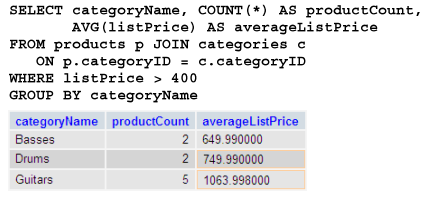 SELECT categoryName, COUNT(*) AS productCount,
AVG(listPrice) AS averageListPrice
FROM products p JOIN categories c
ON p.categoryID = c.categoryID
WHERE listPrice > 400
GROUP BY categoryName
categoryName productCount averageListPrice
Basses 2 649.990000
Drums 2 749.990000
Guitars 5 1063.998000